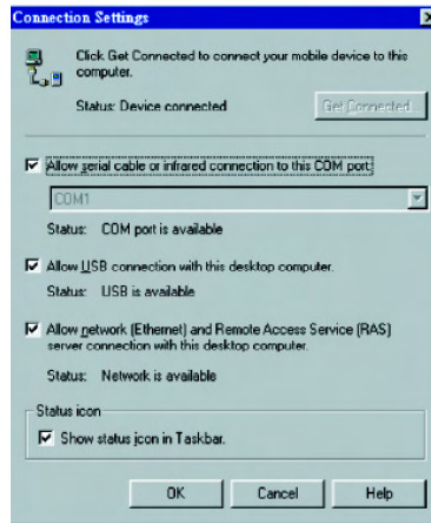 Connection Settings
Click Get Connected to connect your mobile device to this
computer.
Status: Device connected
Get Connected...
Allow serial cable or infrared connection to this COM port:
COM1
Status: COM port is available
Allow USB connection with this desktop computer.
Status: USB is available
Allow network (Ethernet) and Remote Access Service (RAS)
server connection with this desktop computer.
Status: Network is available
Status icon
Show status icon in Taskbar.
OK
Cancel
Help